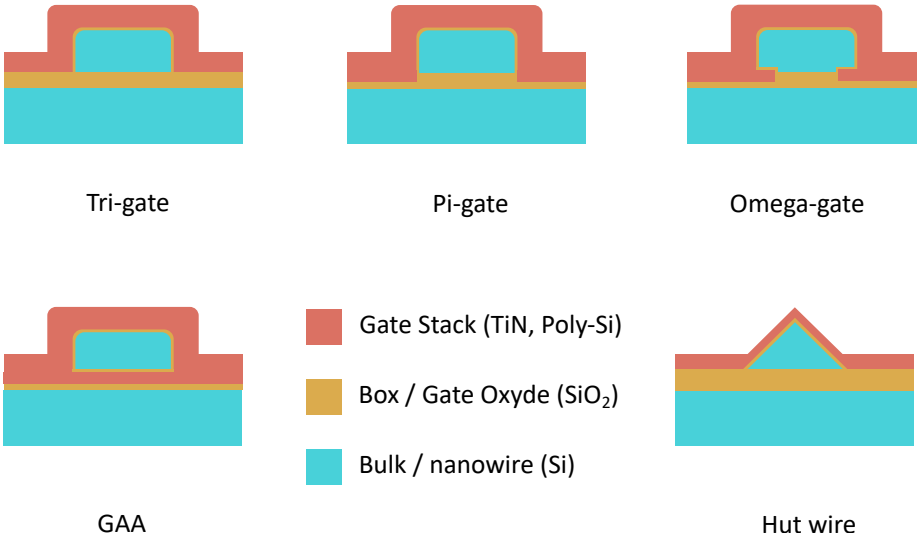 Tri-gate
Pi-gate
Omega-gate
Gate Stack (TiN, Poly-Si)
Box / Gate Oxyde (SiO₂)
Bulk / nanowire (Si)
GAA
Hut wire